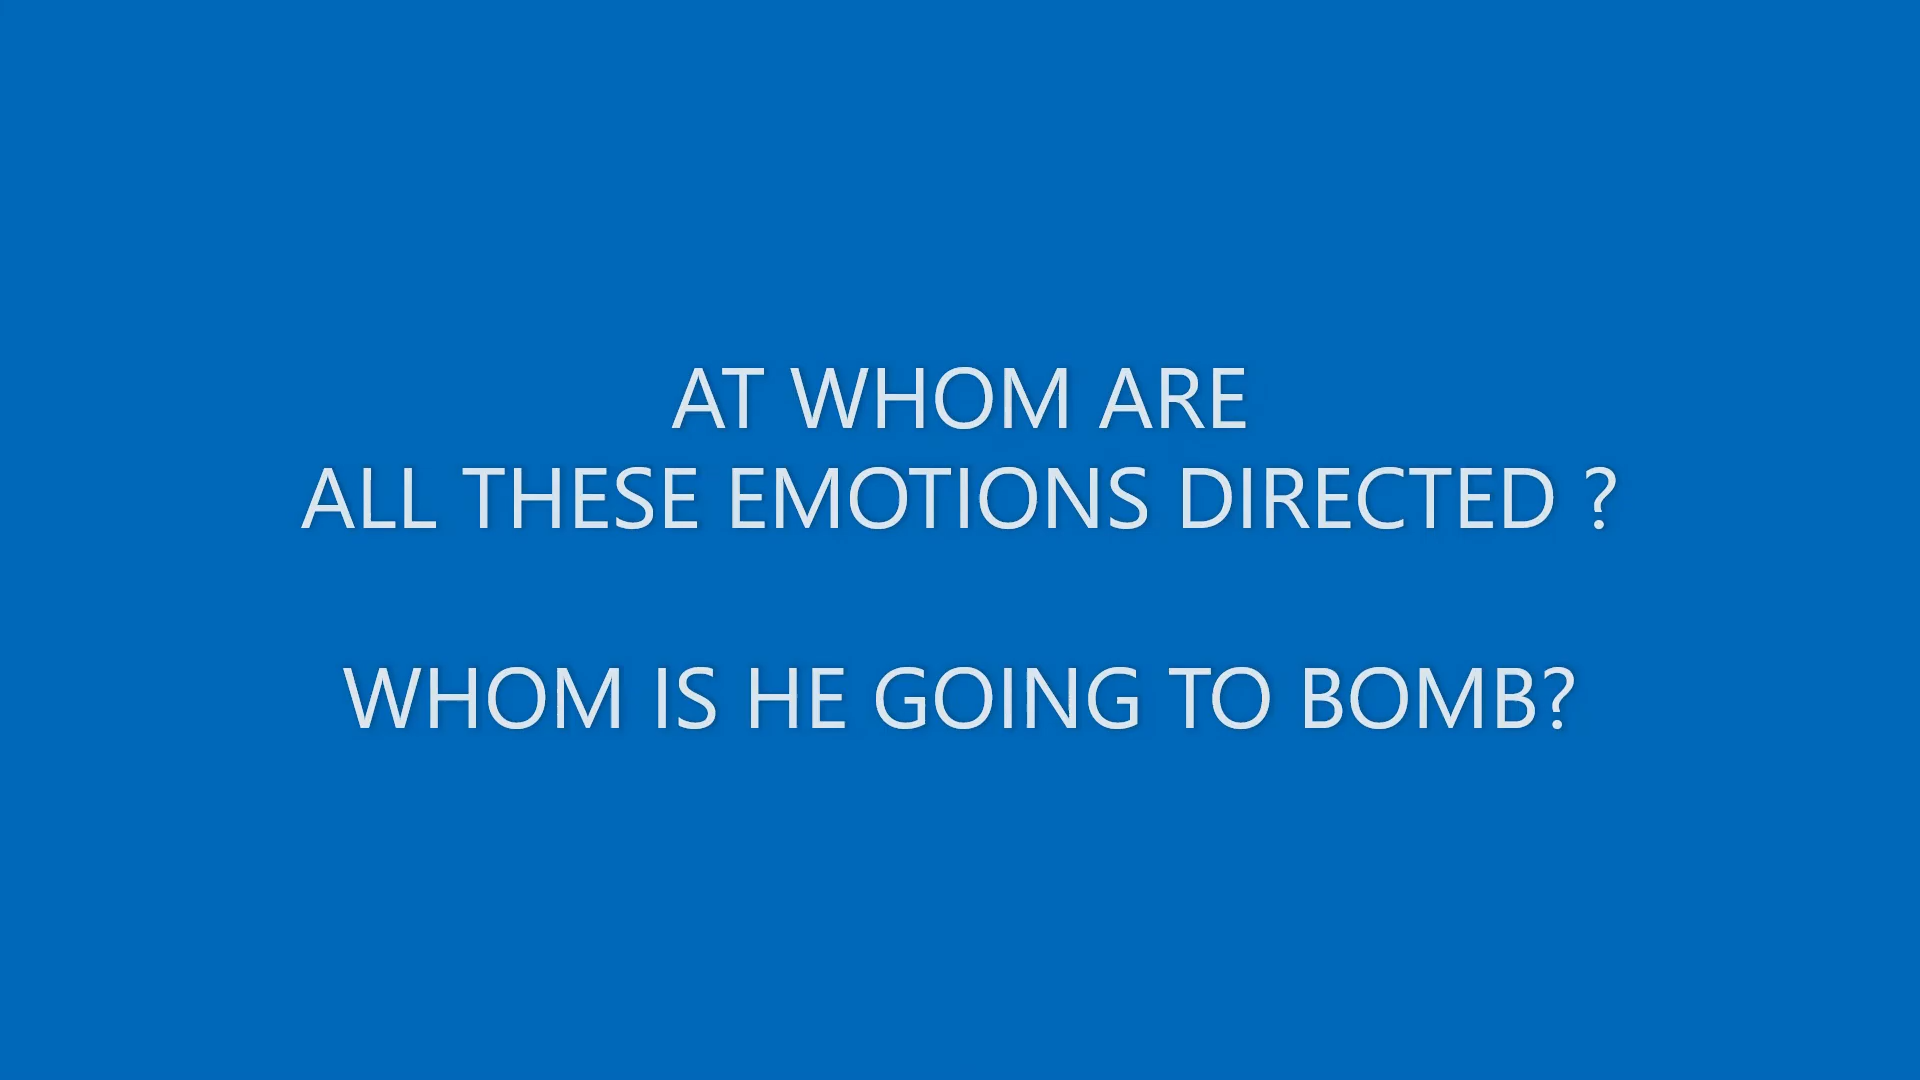 AT WHOM ARE
ALL THESE EMOTIONS DIRECTED ?
WHOM IS HE GOING TO BOMB?